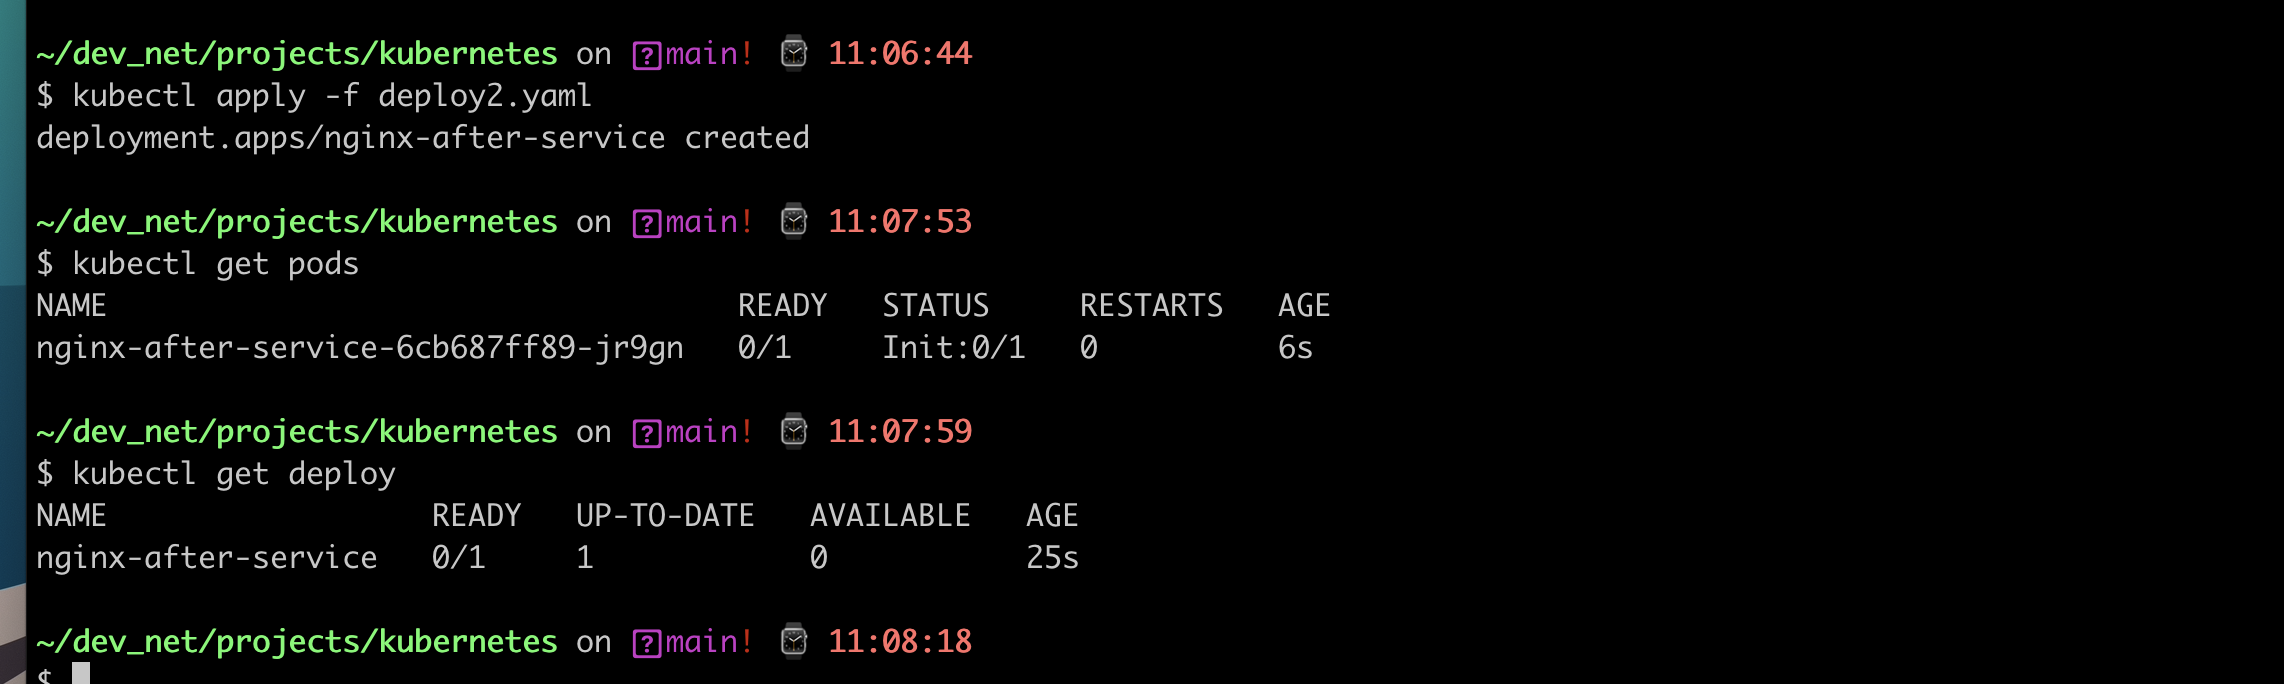 ~/dev_net/projects/kubernetes on ?main! 11:06:44
$ kubectl apply -f deploy2.yaml
deployment.apps/nginx-after-service created
~/dev_net/projects/kubernetes on ?main! 11:07:53
$ kubectl get pods
NAME READY STATUS RESTARTS AGE
nginx-after-service-6cb687ff89-jr9gn 0/1 Init:0/1 0 6s
~/dev_net/projects/kubernetes on ?main! 11:07:59
$ kubectl get deploy
NAME READY UP-TO-DATE AVAILABLE AGE
nginx-after-service 0/1 1 0 25s
~/dev_net/projects/kubernetes on ?main! 11:08:18
$